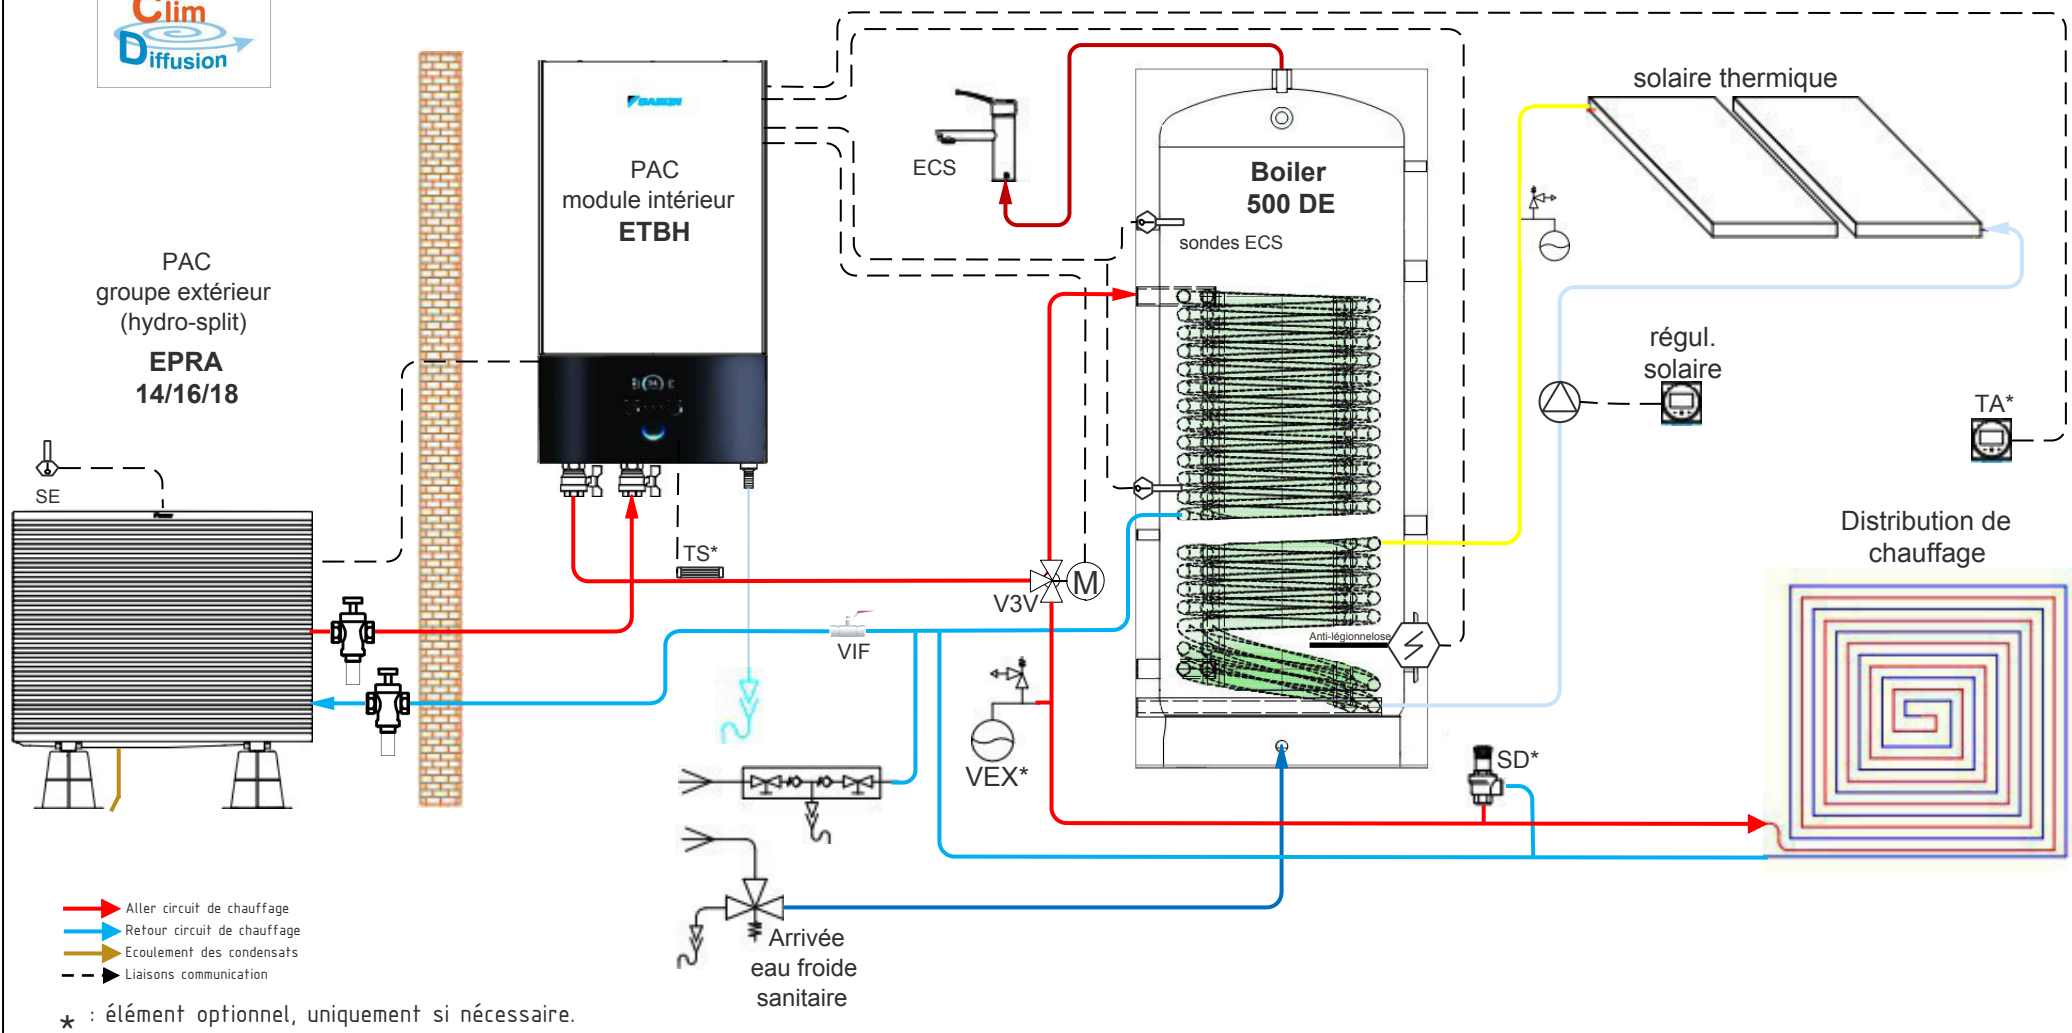 Clim
Diffusion
PAC
groupe extérieur
(hydro-split)
EPRA
14/16/18
SE
DAIKIN
PAC
module intérieur
ETBH
TS*
ECS
Boiler
500 DE
sondes ECS
solaire thermique
régul.
solaire
TA*
Distribution de
chauffage
V3V
M
VIF
Anti-légionnelose
VEX*
SD*
Arrivée
eau froide
sanitaire
Aller circuit de chauffage
Retour circuit de chauffage
Ecoulement des condensats
Liaisons communication
* : élément optionnel, uniquement si nécessaire.